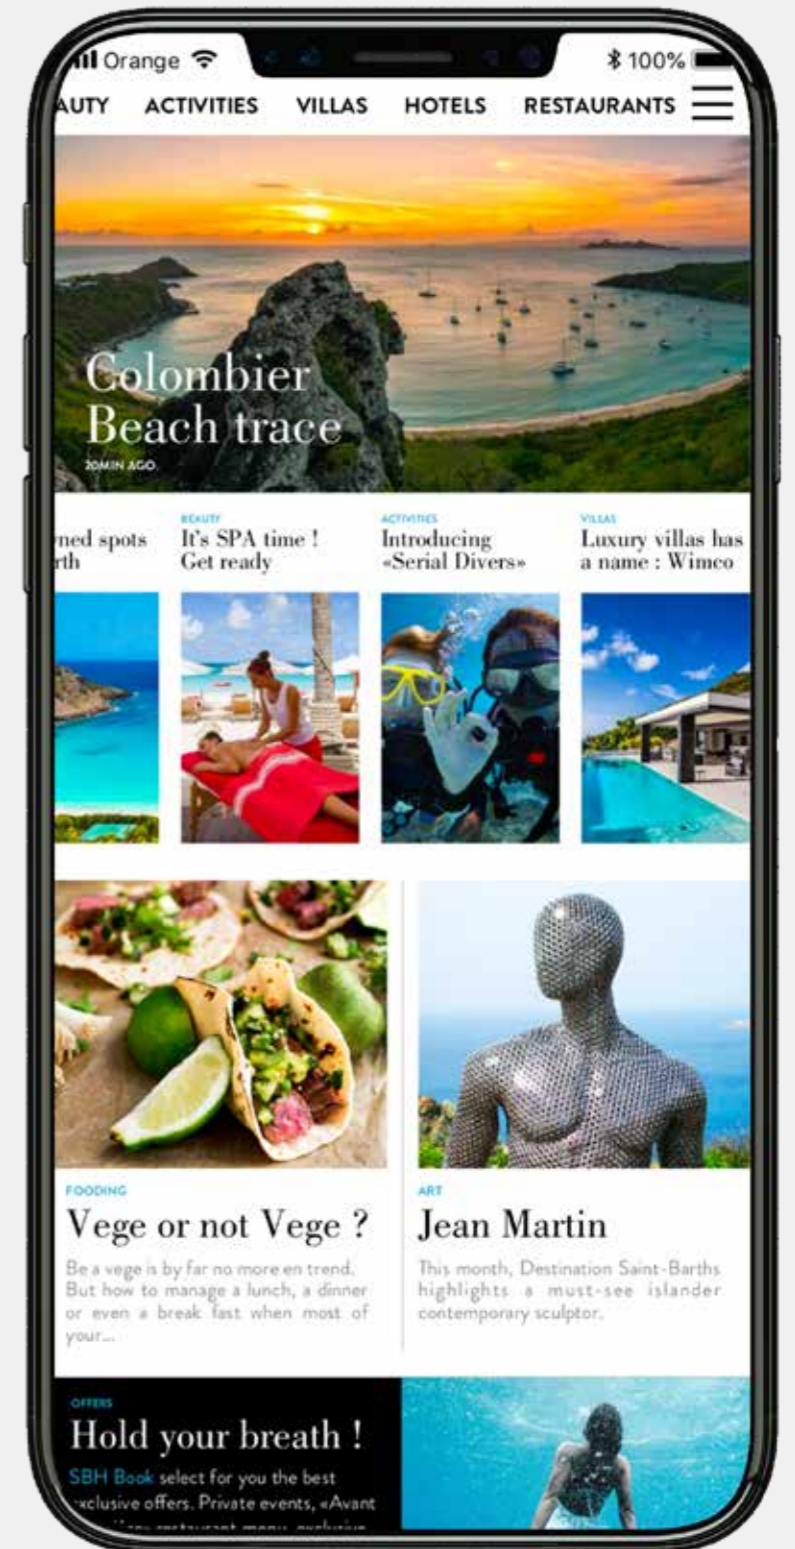 Orange 100%
AUTY ACTIVITIES VILLAS HOTELS RESTAURANTS
Colombier
Beach trace
20MIN AGO
ned spots
rth
BEAUTY
It's SPA time !
Get ready
ACTIVITIES
Introducing
«Serial Divers»
VILLAS
Luxury villas has
a name : Wimco
FOODING
Vege or not Vege ?
Be a vege is by far no more en trend.
But how to manage a lunch, a dinner
or even a break fast when most of
your...
ART
Jean Martin
This month, Destination Saint-Barths
highlights a must-see islander
contemporary sculptor.
OFFERS
Hold your breath !
SBH Book select for you the best
exclusive offers. Private events, «Avant
restaurant menu, exclusive